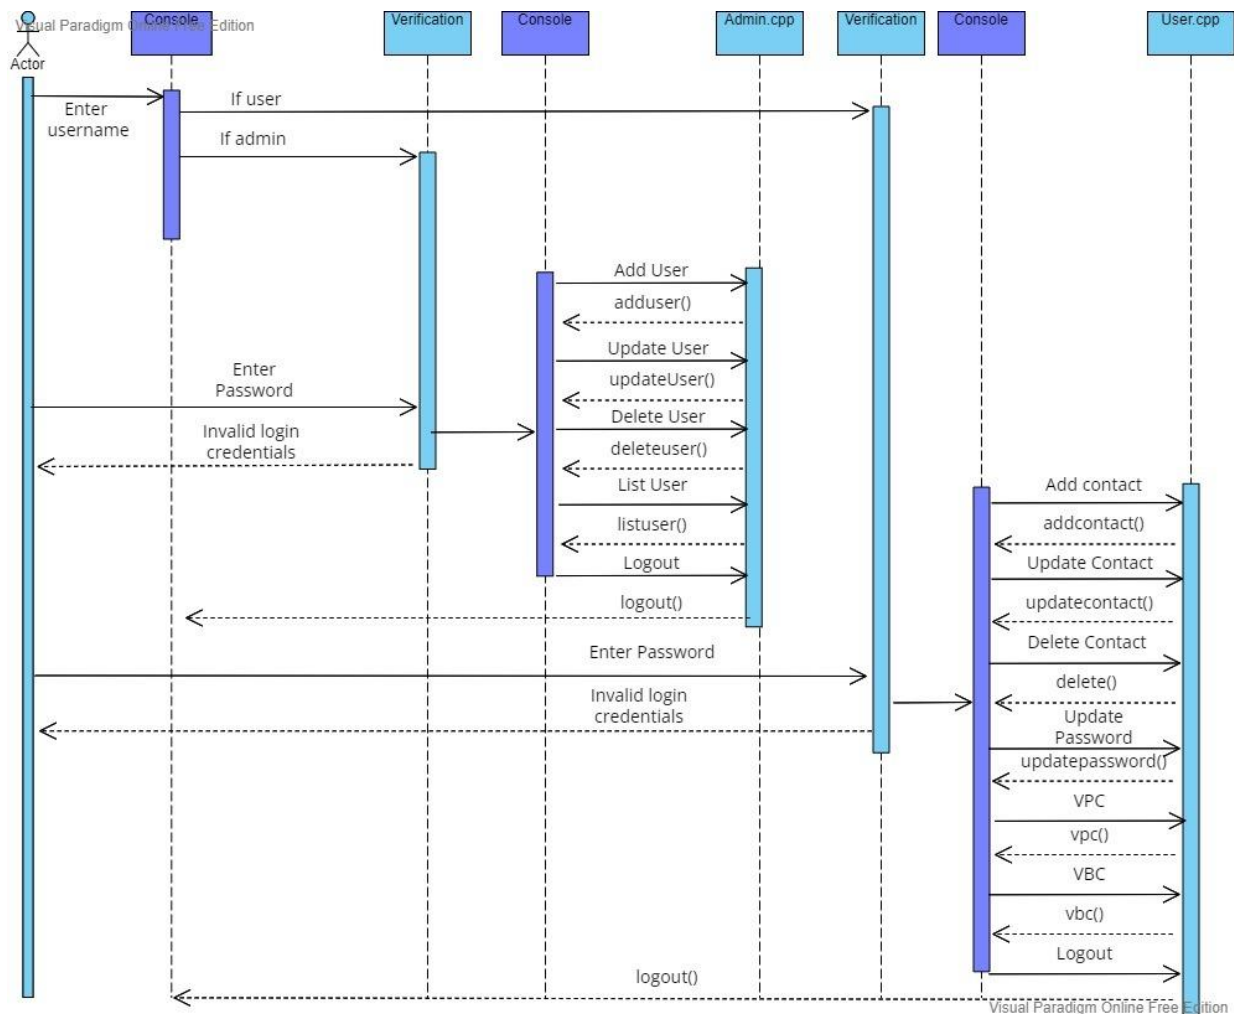 Visual Paradigm Online Free Edition
Console
Verification
Console
Admin.cpp
Verification
Console
User.cpp
Actor
Enter
username
If user
If admin
Add User
adduser()
Update User
updateUser()
Enter
Password
Delete User
Invalid login
credentials
deleteuser()
List User
listuser()
Logout
logout()
Add contact
addcontact()
Update Contact
updatecontact()
Delete Contact
Enter Password
delete()
Invalid login
credentials
Update
Password
updatepassword()
VPC
vpc()
VBC
vbc()
Logout
logout()
Visual Paradigm Online Free Edition